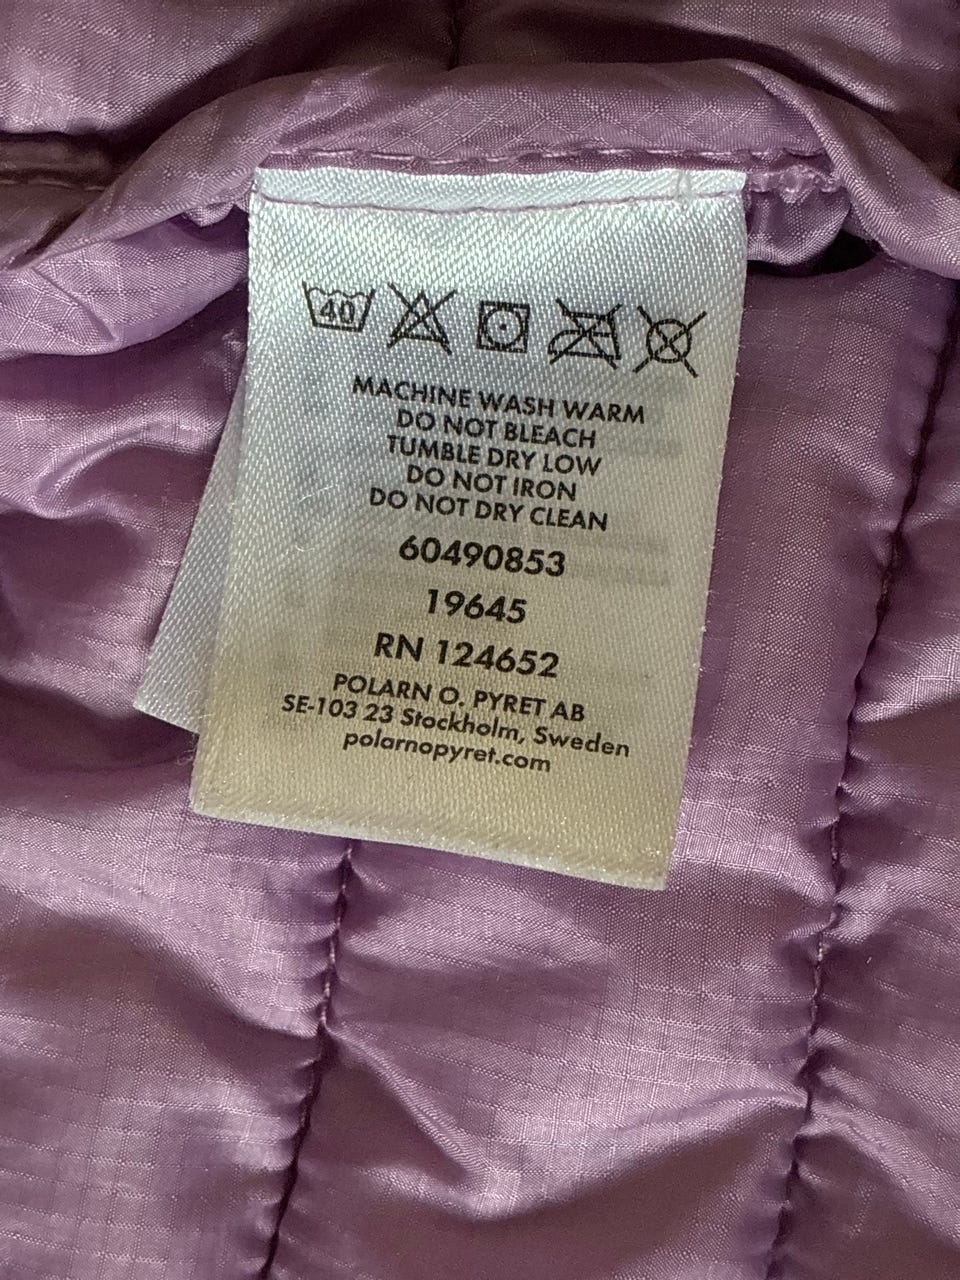 40
MACHINE WASH WARM
DO NOT BLEACH
TUMBLE DRY LOW
DO NOT IRON
DO NOT DRY CLEAN
60490853
19645
RN 124652
POLARN O. PYRET AB
SE-103 23 Stockholm, Sweden
polarnopyret.com